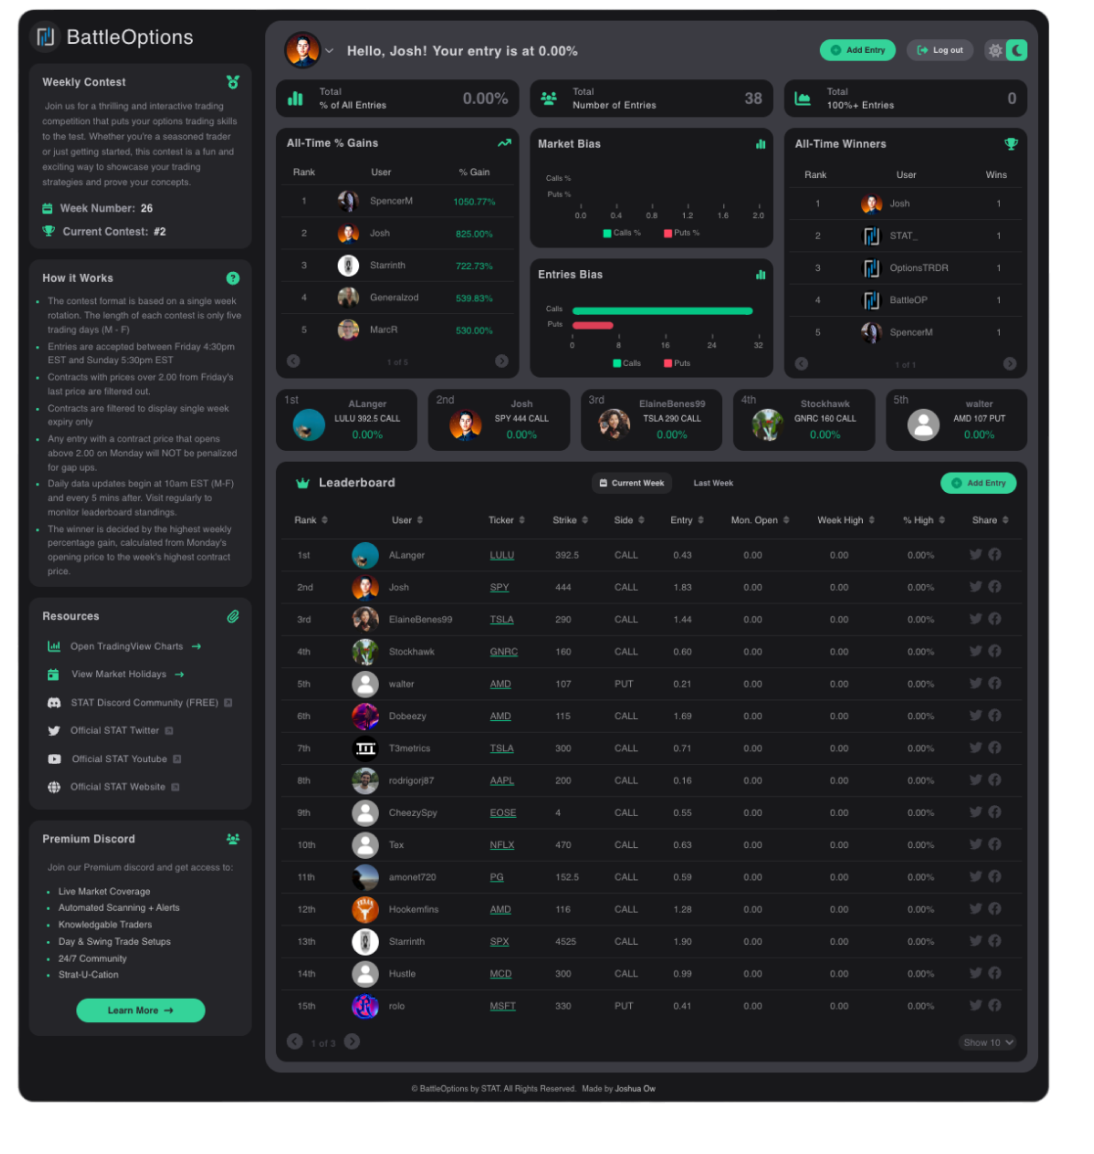 BattleOptions
Weekly Contest
Join us for a thrilling and interactive trading
competition that puts your options trading skills
to the test. Whether you're a seasoned trader
or just getting started, this contest is a fun and
exciting way to showcase your trading
strategies and prove your concepts.
Week Number: 26
Current Contest: #2
How it Works
The contest format is based on a single week
rotation. The length of each contest is only five
trading days (M - F)
Entries are accepted between Friday 4:30pm
EST and Sunday 5:30pm EST
Contracts with prices over 2.00 from Friday's
last price are filtered out.
Contracts are filtered to display single week
expiry only
Any entry with a contract price that opens
above 2.00 on Monday will NOT be penalized
for gap ups.
Daily data updates begin at 10am EST (M-F)
and every 5 mins after. Visit regularly to
monitor leaderboard standings.
The winner is decided by the highest weekly
percentage gain, calculated from Monday's
opening price to the week's highest contract
price.
Resources
Open TradingView Charts →
View Market Holidays →
STAT Discord Community (FREE)
Official STAT Twitter
Official STAT Youtube
Official STAT Website
Premium Discord
Join our Premium discord and get access to:
Live Market Coverage
Automated Scanning + Alerts
Knowledgable Traders
Day & Swing Trade Setups
24/7 Community
Strat-U-Cation
Learn More →
Hello, Josh! Your entry is at 0.00%
Add Entry
Log out
Total
% of All Entries
0.00%
Total
Number of Entries
38
Total
100%+ Entries
0
All-Time % Gains
Rank User % Gain
1 SpencerM 1050.77%
2 Josh 825.00%
3 Starrinth 722.73%
4 Generalzod 539.83%
5 MarcR 530.00%
1 of 5
Market Bias
Calls %
Puts %
0.0 0.4 0.8 1.2 1.6 2.0
Calls % Puts %
Entries Bias
Calls
Puts
0 8 16 24 32
Calls Puts
All-Time Winners
Rank User Wins
1 Josh 1
2 STAT_ 1
3 OptionsTRDR 1
4 BattleOP 1
5 SpencerM 1
1 of 1
1st
ALanger
LULU 392.5 CALL
0.00%
2nd
Josh
SPY 444 CALL
0.00%
3rd
ElaineBenes99
TSLA 290 CALL
0.00%
4th
Stockhawk
GNRC 160 CALL
0.00%
5th
walter
AMD 107 PUT
0.00%
Leaderboard
Current Week
Last Week
Add Entry
Rank User Ticker Strike Side Entry Mon. Open Week High % High Share
1st ALanger LULU 392.5 CALL 0.43 0.00 0.00 0.00%
2nd Josh SPY 444 CALL 1.83 0.00 0.00 0.00%
3rd ElaineBenes99 TSLA 290 CALL 1.44 0.00 0.00 0.00%
4th Stockhawk GNRC 160 CALL 0.60 0.00 0.00 0.00%
5th walter AMD 107 PUT 0.21 0.00 0.00 0.00%
6th Dobeezy AMD 115 CALL 1.69 0.00 0.00 0.00%
7th T3metrics TSLA 300 CALL 0.71 0.00 0.00 0.00%
8th rodrigorj87 AAPL 200 CALL 0.16 0.00 0.00 0.00%
9th CheezySpy EOSE 4 CALL 0.55 0.00 0.00 0.00%
10th Tex NFLX 470 CALL 0.63 0.00 0.00 0.00%
11th amonet720 PG 152.5 CALL 0.59 0.00 0.00 0.00%
12th Hookemfins AMD 116 CALL 1.28 0.00 0.00 0.00%
13th Starrinth SPX 4525 CALL 1.90 0.00 0.00 0.00%
14th Hustle MCD 300 CALL 0.99 0.00 0.00 0.00%
15th rolo MSFT 330 PUT 0.41 0.00 0.00 0.00%
1 of 3
Show 10
© BattleOptions by STAT. All Rights Reserved. Made by Joshua Ow